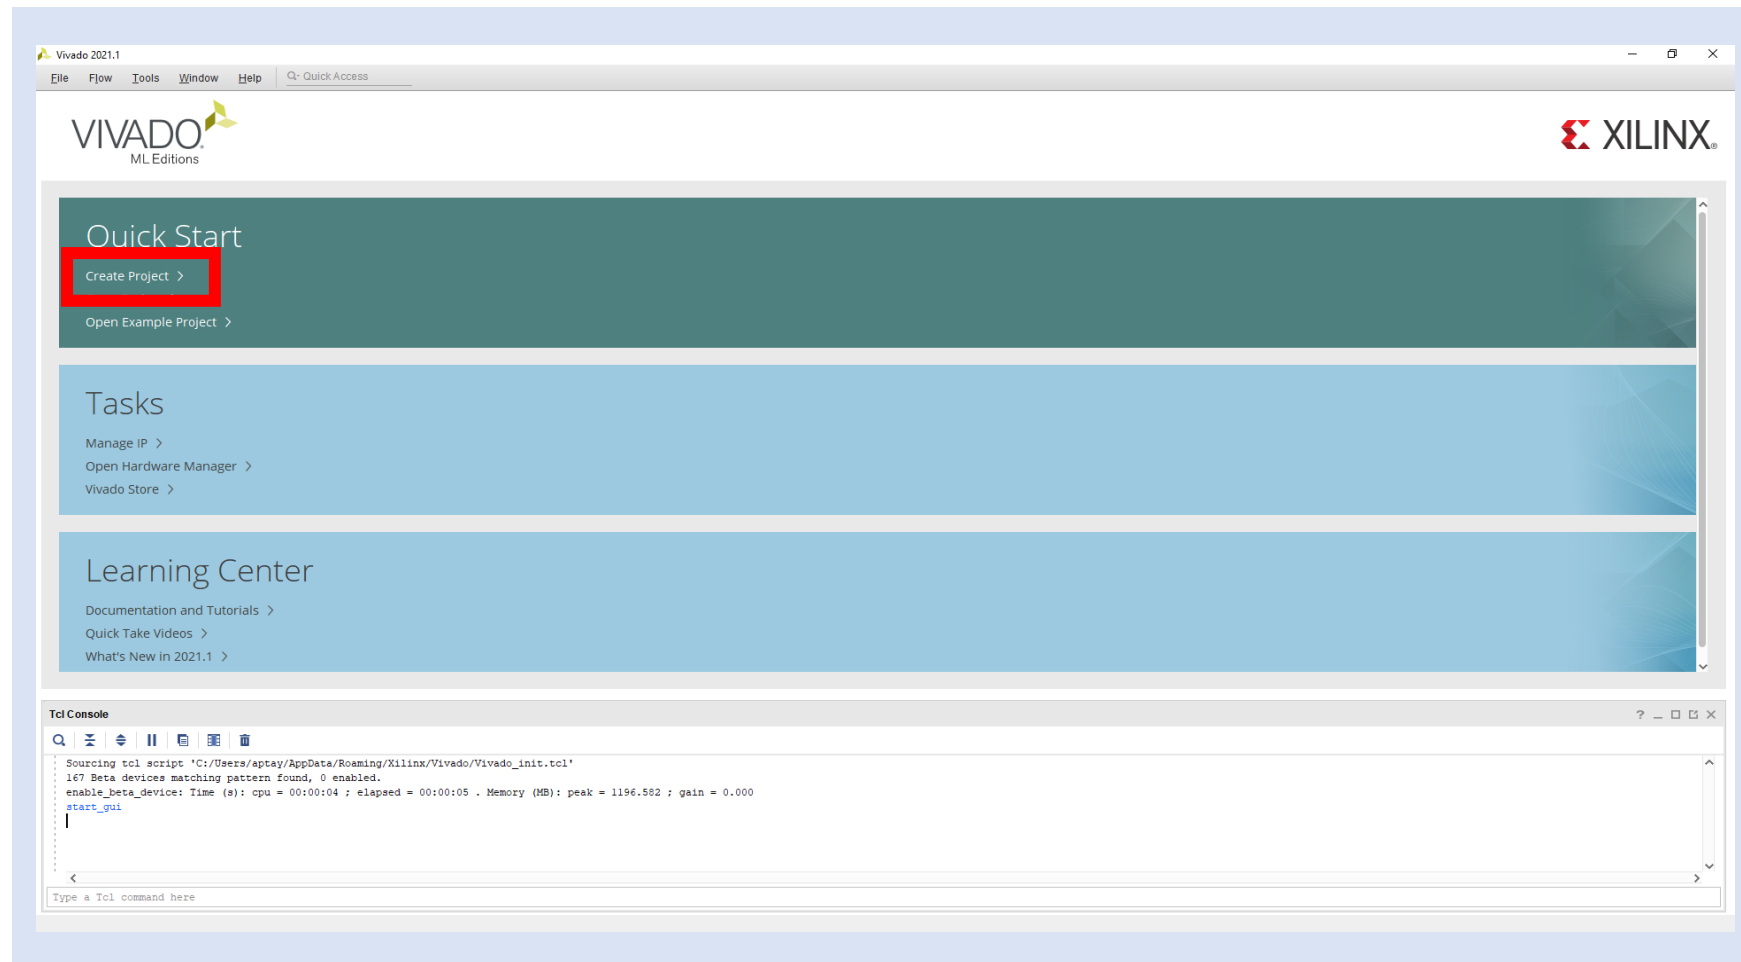 Vivado 2021.1
File Flow Tools Window Help Quick Access
VIVADO.
ML Editions
XILINX
Quick Start
Create Project
Open Example Project
Tasks
Manage IP
Open Hardware Manager
Vivado Store
Learning Center
Documentation and Tutorials
Quick Take Videos
What's New in 2021.1
Tcl Console
Sourcing tcl script 'C:/Users/aptay/AppData/Roaming/Xilinx/Vivado/Vivado_init.tcl'
167 Beta devices matching pattern found, 0 enabled.
enable_beta_device: Time (s): cpu = 00:00:04 ; elapsed = 00:00:05 . Memory (MB): peak = 1196.582 ; gain = 0.000
start_gui
Type a Tcl command here